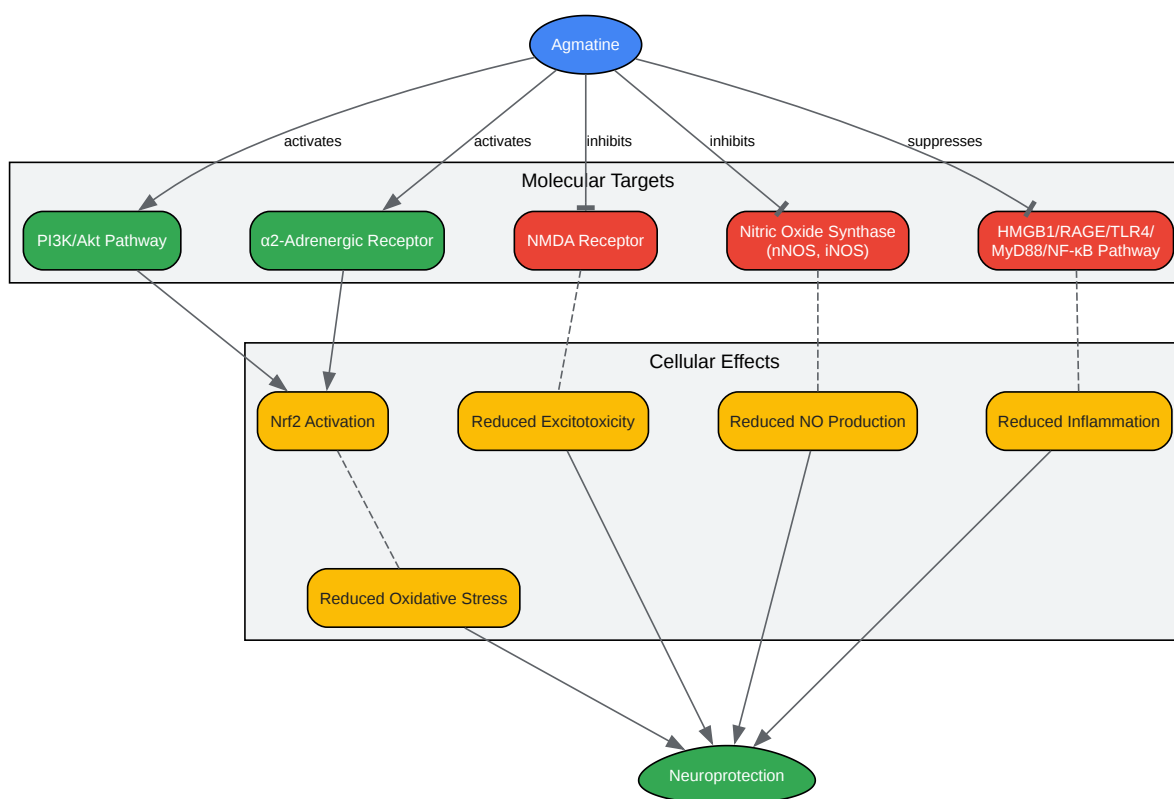 Agmatine
activates
activates
inhibits
inhibits
suppresses
Molecular Targets
PI3K/Akt Pathway
α2-Adrenergic Receptor
NMDA Receptor
Nitric Oxide Synthase
(nNOS, iNOS)
HMGB1/RAGE/TLR4/
MyD88/NF-κB Pathway
Cellular Effects
Nrf2 Activation
Reduced Excitotoxicity
Reduced NO Production
Reduced Inflammation
Reduced Oxidative Stress
Neuroprotection